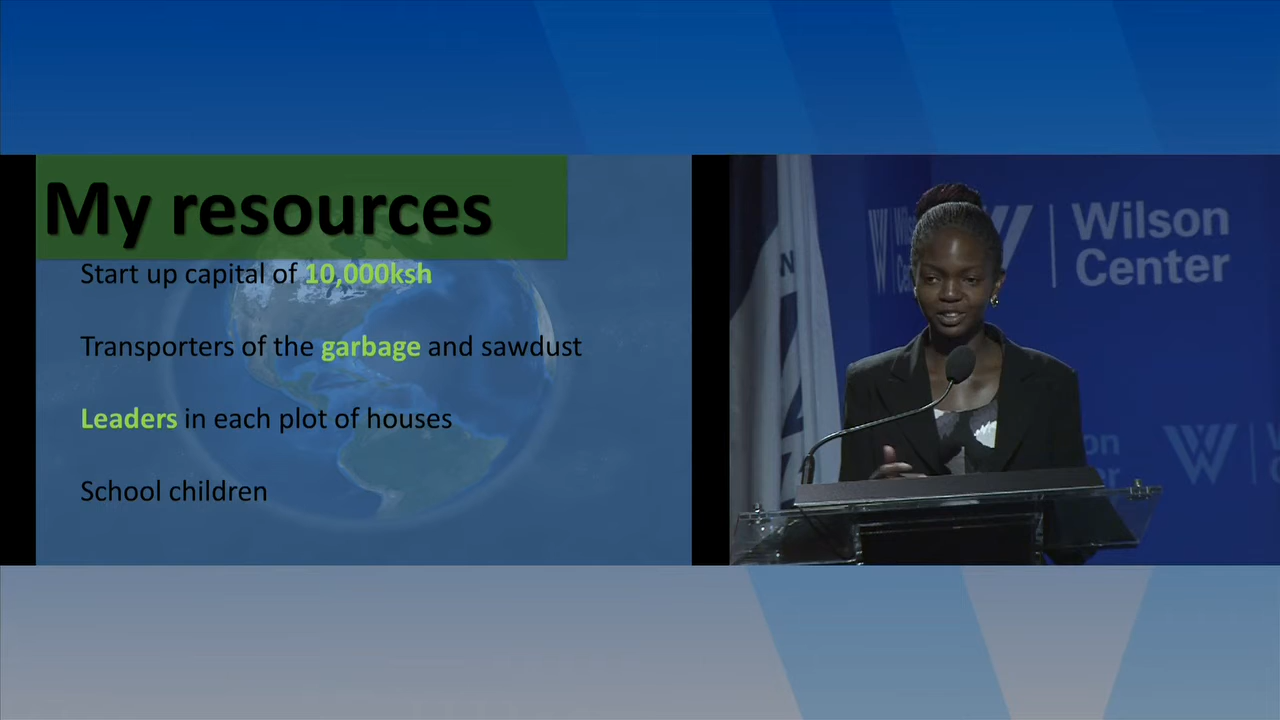 My resources
Start up capital of 10,000ksh
Transporters of the garbage and sawdust
Leaders in each plot of houses
School children
N
Wilson
Center